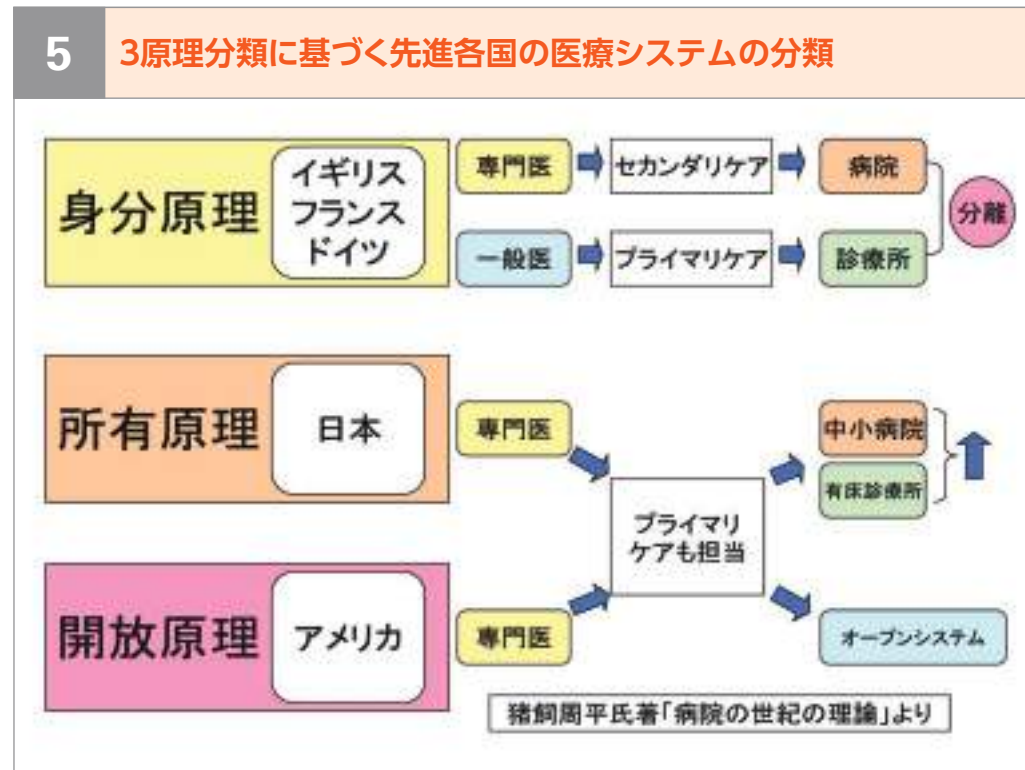 5
3原理分類に基づく先進各国の医療システムの分類
身分原理
イギリス
フランス
ドイツ
専門医
セカンダリケア
病院
一般医
プライマリケア
診療所
分離
所有原理
日本
専門医
中小病院
有床診療所
プライマリ
ケアも担当
開放原理
アメリカ
専門医
オープンシステム
猪飼周平氏著「病院の世紀の理論」より